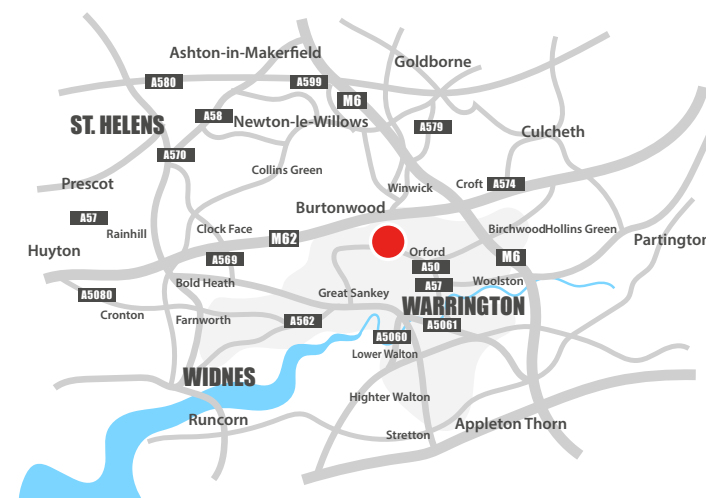 Ashton-in-Makerfield
Goldborne
A580
A599
M6
A58
Newton-le-Willows
A579
ST. HELENS
Culcheth
A570
Collins Green
Prescot
Winwick
Croft
A574
Burtonwood
A57
Rainhill
Clock Face
M62
Birchwood
Hollins Green
Partington
Huyton
A569
Orford
A50
M6
Bold Heath
A57
Woolston
A5080
Great Sankey
WARRINGTON
Cronton
Farnworth
A562
A5061
A5060
Lower Walton
WIDNES
Highter Walton
Runcorn
Appleton Thorn
Stretton